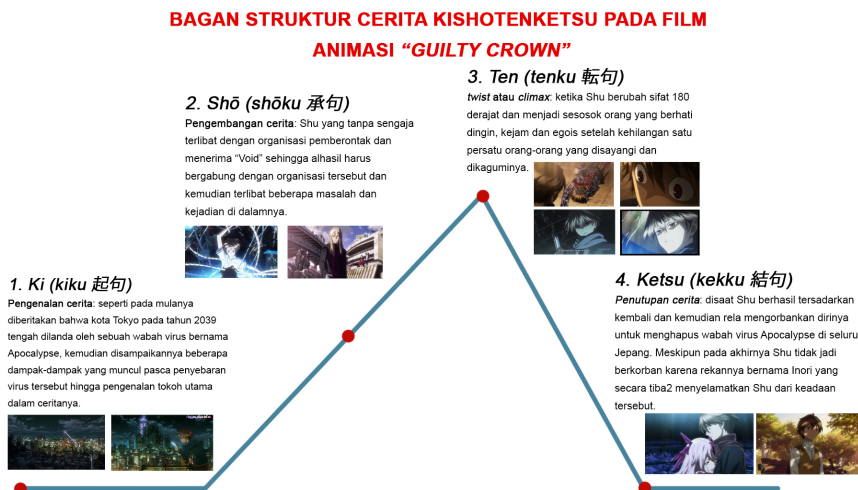 BAGAN STRUKTUR CERITA KISHOTENKETSU PADA FILM
ANIMASI “GUILTY CROWN”
1. Ki (kiku 起句)
Pengenalan cerita: seperti pada mulanya
diberitakan bahwa kota Tokyo pada tahun 2039
tengah dilanda oleh sebuah wabah virus bernama
Apocalypse, kemudian disampaikannya beberapa
dampak-dampak yang muncul pasca penyebaran
virus tersebut hingga pengenalan tokoh utama
dalam ceritanya.
2. Shō (shōku 承句)
Pengembangan cerita: Shu yang tanpa sengaja
terlibat dengan organisasi pemberontak dan
menerima “Void” sehingga alhasil harus
bergabung dengan organisasi tersebut dan
kemudian terlibat beberapa masalah dan
kejadian di dalamnya.
3. Ten (tenku 転句)
twist atau climax: ketika Shu berubah sifat 180
derajat dan menjadi sesosok orang yang berhati
dingin, kejam dan egois setelah kehilangan satu
persatu orang-orang yang disayangi dan
dikaguminya.
4. Ketsu (kekku 結句)
Penutupan cerita: disaat Shu berhasil tersadarkan
kembali dan kemudian rela mengorbankan dirinya
untuk menghapus wabah virus Apocalypse di seluru
Jepang. Meskipun pada akhirnya Shu tidak jadi
berkorban karena rekannya bernama Inori yang
secara tiba2 menyelamatkan Shu dari keadaan
tersebut.